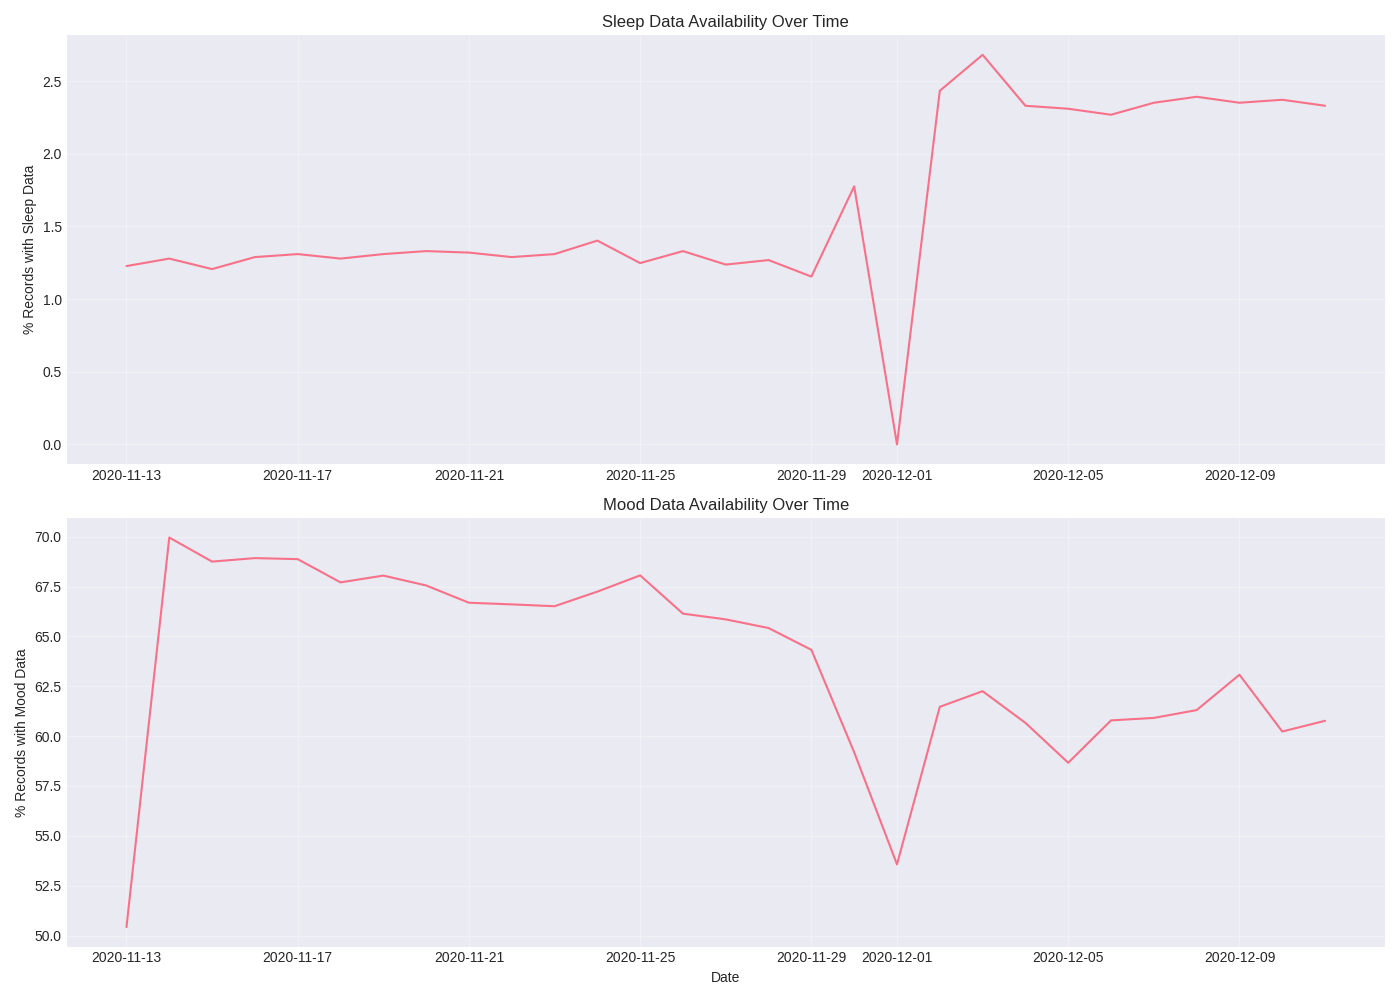 Sleep Data Availability Over Time
% Records with Sleep Data
2.5
2.0
1.5
1.0
0.5
0.0
2020-11-13 2020-11-17 2020-11-21 2020-11-25 2020-11-29 2020-12-01 2020-12-05 2020-12-09
Mood Data Availability Over Time
% Records with Mood Data
70.0
67.5
65.0
62.5
60.0
57.5
55.0
52.5
50.0
2020-11-13 2020-11-17 2020-11-21 2020-11-25 2020-11-29 2020-12-01 2020-12-05 2020-12-09
Date